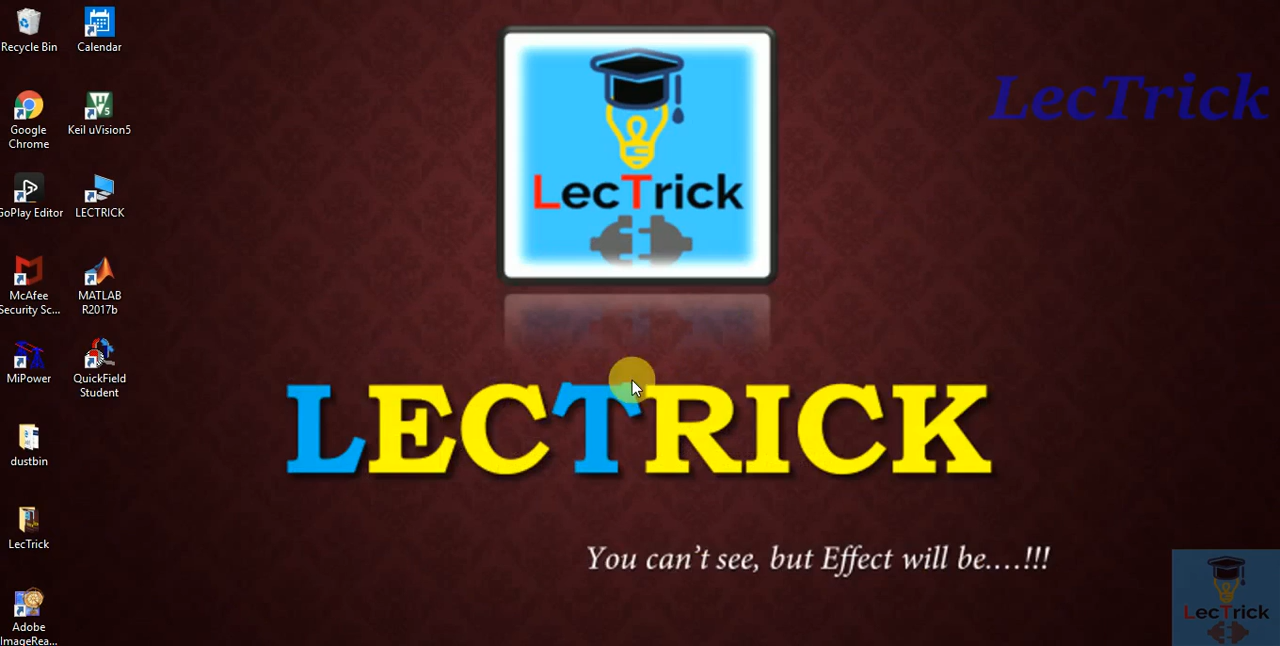 Recycle Bin
Calendar
Google
Chrome
Keil uVision5
GoPlay Editor
LECTRICK
McAfee
Security Sc...
MATLAB
R2017b
MiPower
QuickField
Student
dustbin
LecTrick
Adobe
ImageRea...
LecTrick
LecTrick
LECTRICK
You can't see, but Effect will be....!!!
LecTrick